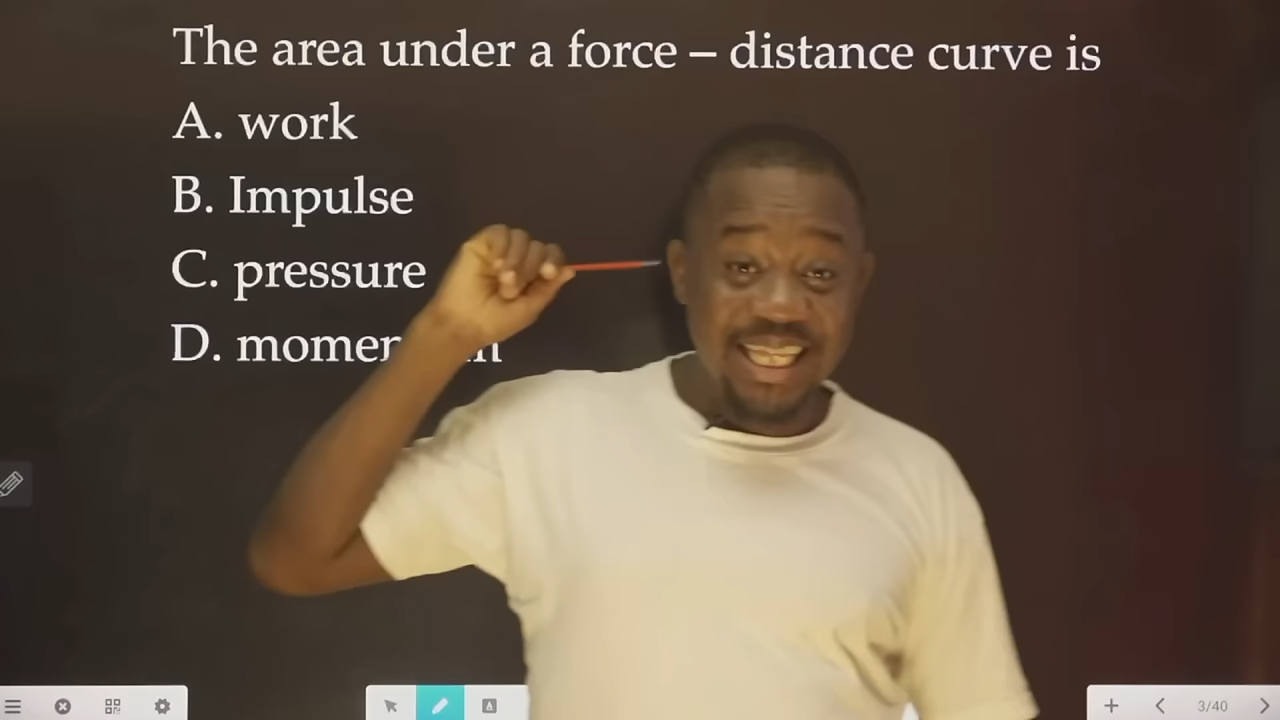 The area under a force – distance curve is
A. work
B. Impulse
C. pressure
D.
3/40